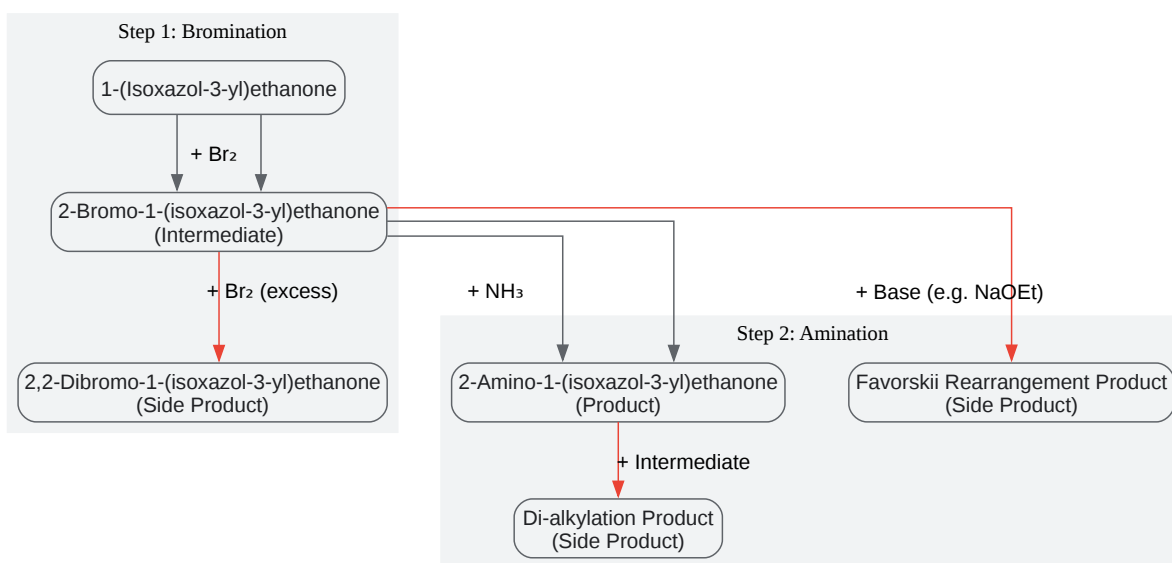 Step 1: Bromination
1-(Isoxazol-3-yl)ethanone
+ Br₂
2-Bromo-1-(isoxazol-3-yl)ethanone
(Intermediate)
+ Br₂ (excess)
+ NH₃
+ Base (e.g. NaOEt)
Step 2: Amination
2,2-Dibromo-1-(isoxazol-3-yl)ethanone
(Side Product)
2-Amino-1-(isoxazol-3-yl)ethanone
(Product)
Favorskii Rearrangement Product
(Side Product)
+ Intermediate
Di-alkylation Product
(Side Product)